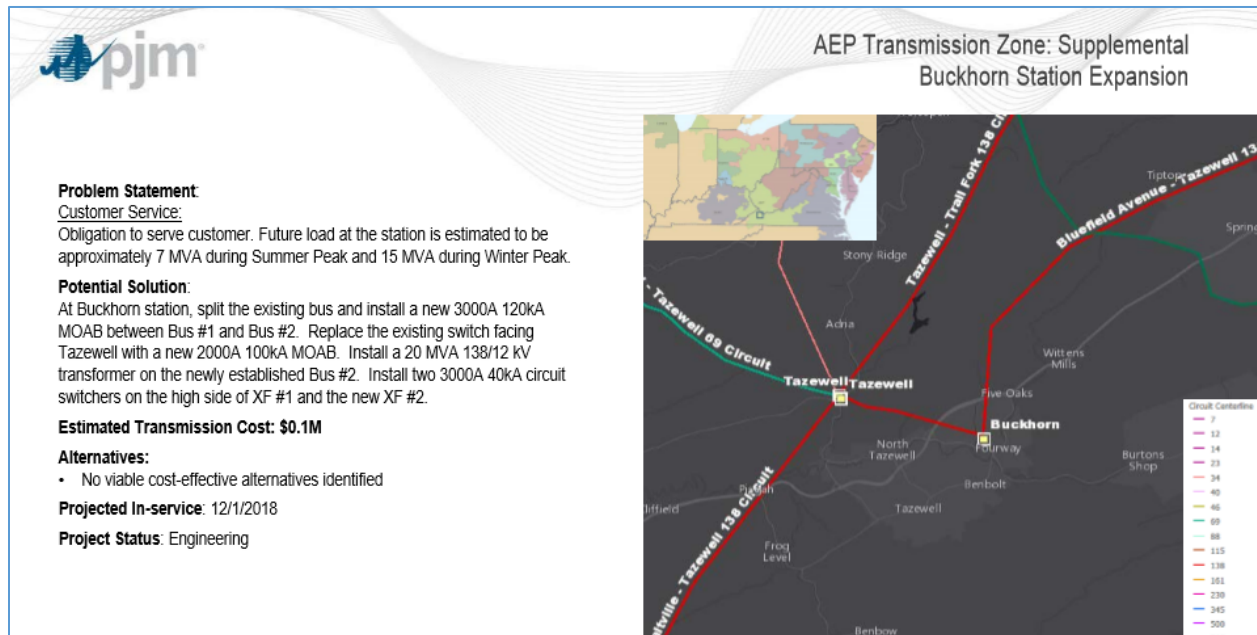 pjm
AEP Transmission Zone: Supplemental
Buckhorn Station Expansion
Problem Statement:
Customer Service:
Obligation to serve customer. Future load at the station is estimated to be
approximately 7 MVA during Summer Peak and 15 MVA during Winter Peak.
Potential Solution:
At Buckhorn station, split the existing bus and install a new 3000A 120kA
MOAB between Bus #1 and Bus #2. Replace the existing switch facing
Tazewell with a new 2000A 100kA MOAB. Install a 20 MVA 138/12 kV
transformer on the newly established Bus #2. Install two 3000A 40kA circuit
switchers on the high side of XF #1 and the new XF #2.
Estimated Transmission Cost: $0.1M
Alternatives:
• No viable cost-effective alternatives identified
Projected In-service: 12/1/2018
Project Status: Engineering
Tazewell - Trail Fork 138 Cir
Bluefield Avenue - Tazewell 13
Tipton
Sprin
Stony Ridge
Adria
- Tazewell 69 Circuit
Wittens
Mills
Tazewell Tazewell
Five Oaks
Buckhorn
Fourway
North
Tazewell
Burtons
Shop
Benbolt
Pisgah
liffield
Tazewell
Frog
Level
altville - Tazewell 138 Circuit
Benbow
Circuit Centerline
7
12
14
23
34
40
46
69
88
115
138
161
230
345
500